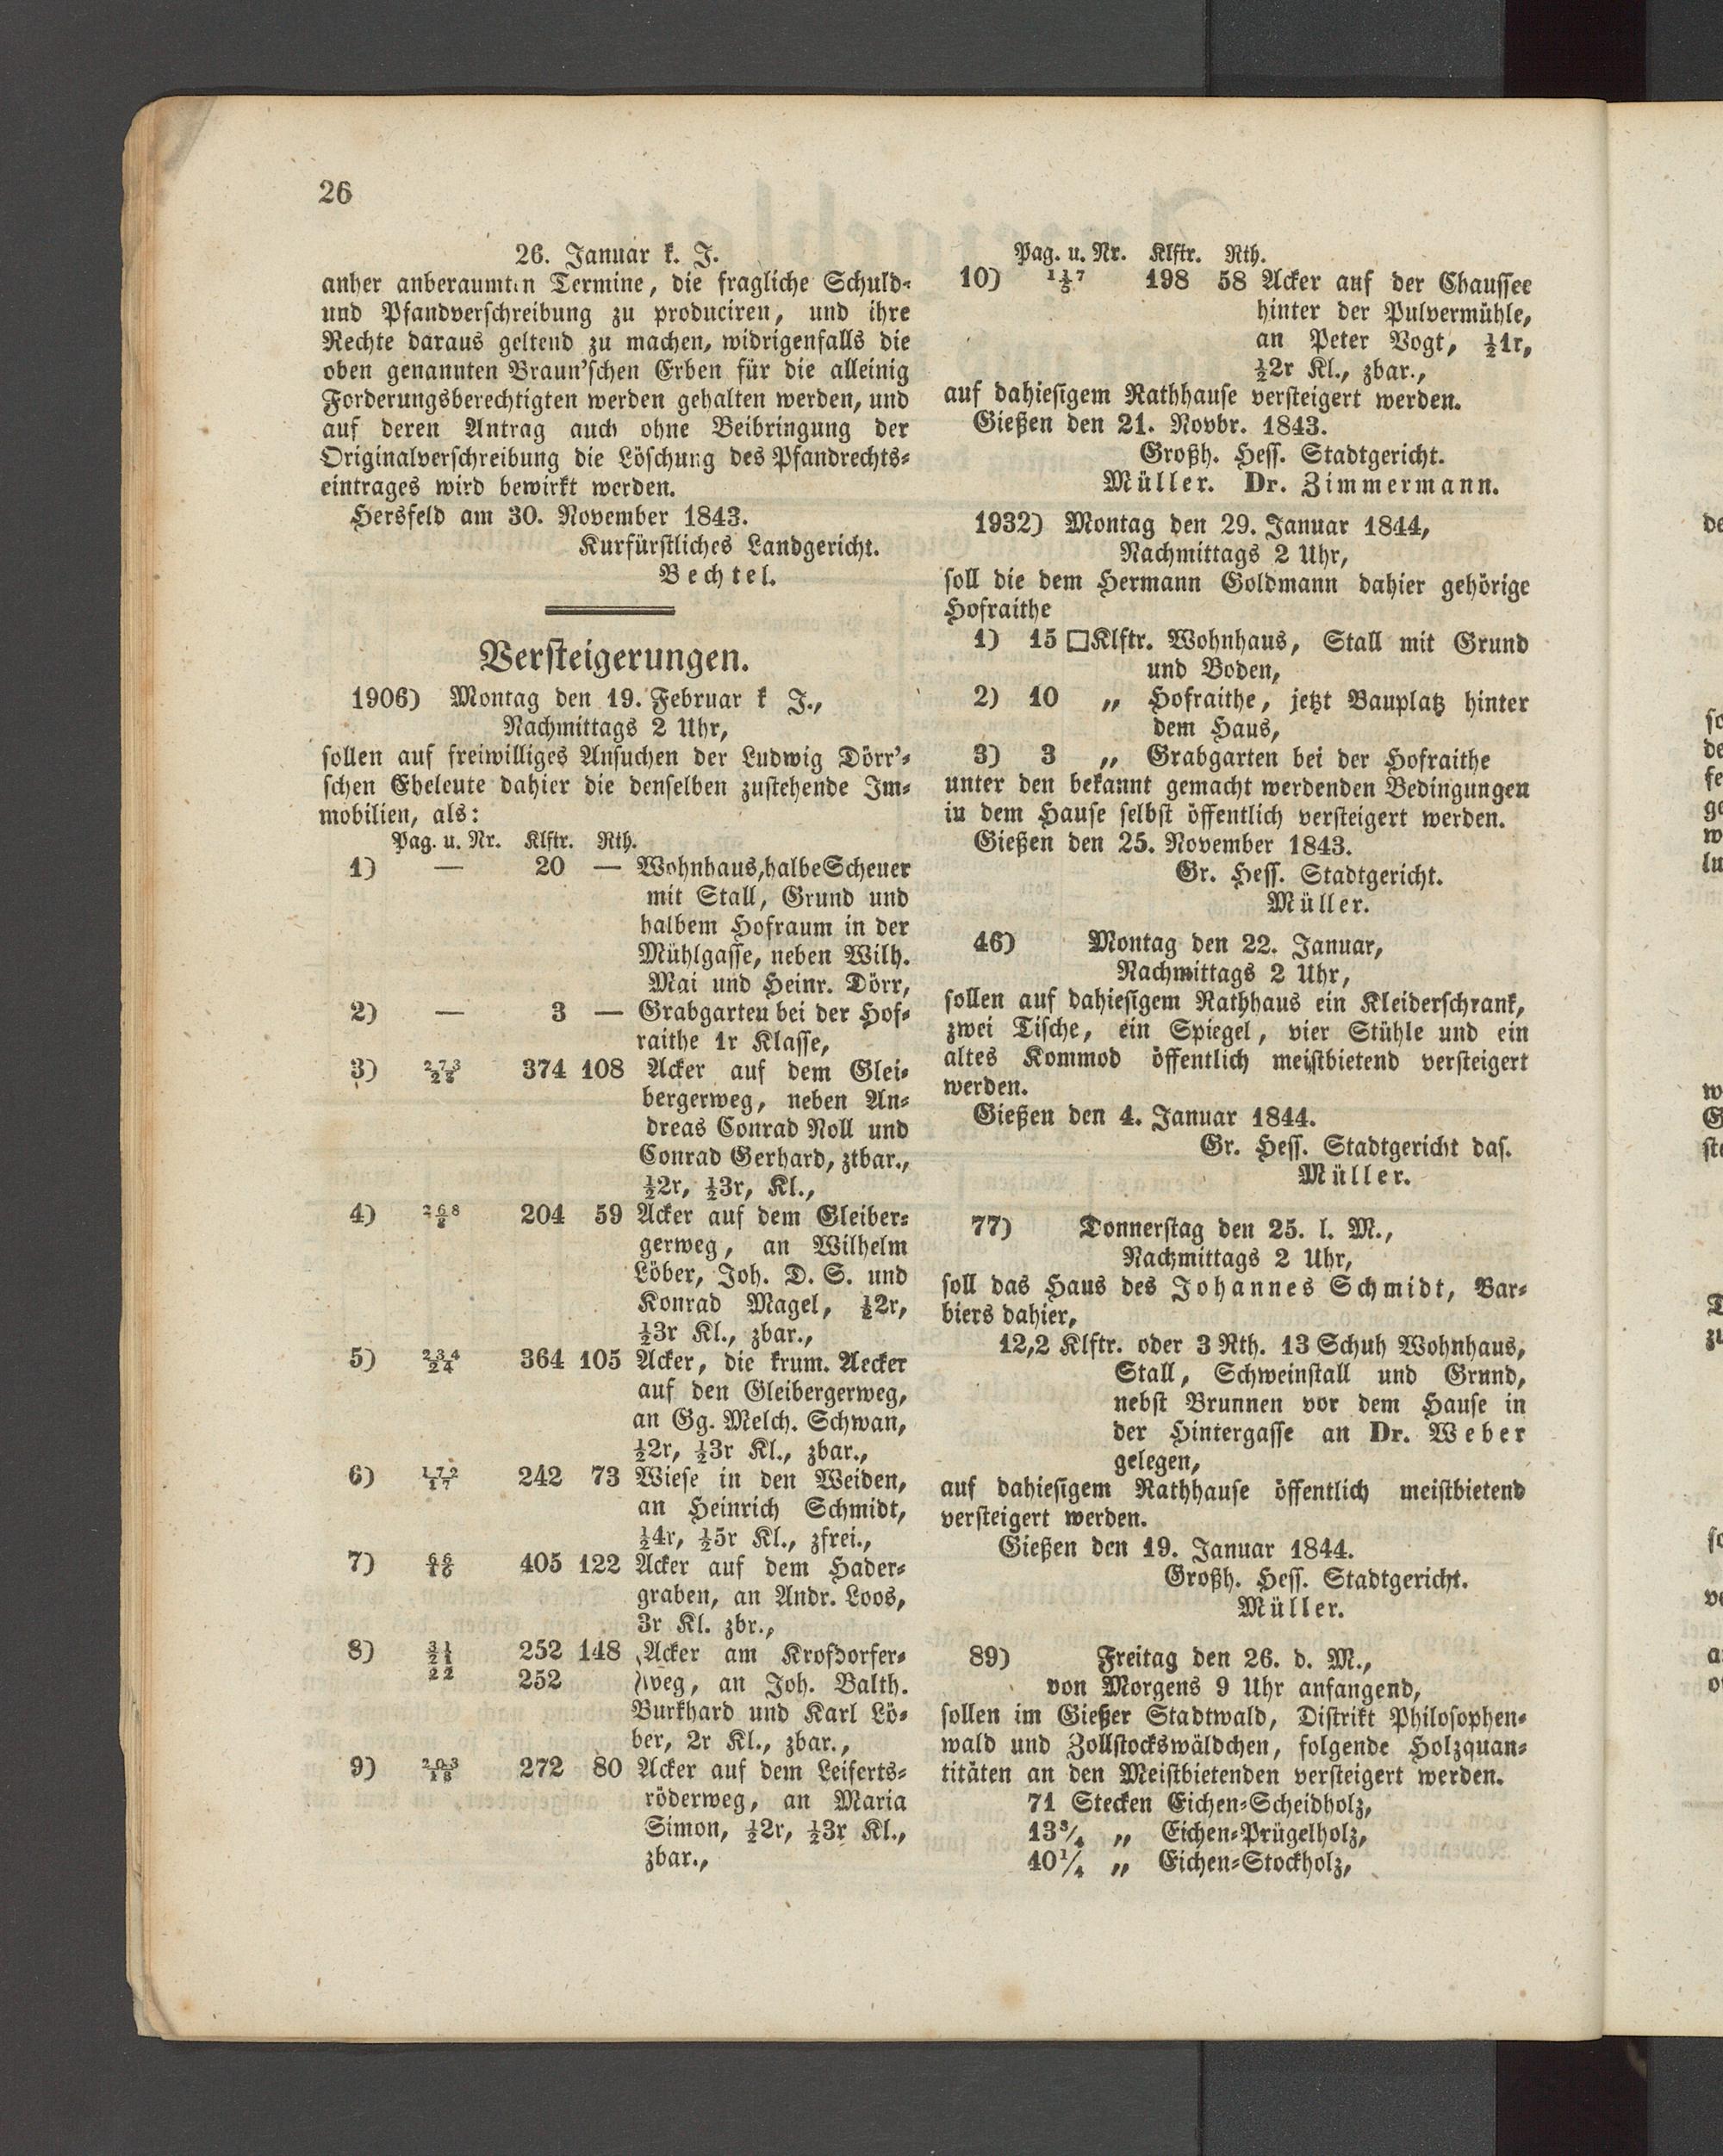 26
26. Januar k. J.
anher anberaumten Termine, die fragliche Schuld-
und Pfandverschreibung zu produciren, und ihre
Rechte daraus geltend zu machen, widrigenfalls die
oben genannten Braun'schen Erben für die alleinig
Forderungsberechtigten werden gehalten werden, und
auf deren Antrag auch ohne Beibringung der
Originalverschreibung die Löschung des Pfandrechts-
eintrages wird bewirkt werden.
Hersfeld am 30. November 1843.
Kurfürstliches Landgericht.
Bechtel.
Versteigerungen.
1906) Montag den 19. Februar k J.,
Nachmittags 2 Uhr,
sollen auf freiwilliges Ansuchen der Ludwig Dörr'-
schen Eheleute dahier die denselben zustehende Im-
mobilien, als:
Pag. u. Nr. Klftr. Rth.
1) — 20 — Wohnhaus, halbe Scheuer
mit Stall, Grund und
halbem Hofraum in der
Mühlgasse, neben Wilh.
Mai und Heinr. Dörr,
2) — 3 — Grabgarten bei der Hof-
raithe 1r Klasse,
3) 374 108 Acker auf dem Glei-
bergerweg, neben An-
dreas Conrad Noll und
Conrad Gerhard, ztbar.,
½2r, ½3r, Kl.,
4) 204 59 Acker auf dem Gleiber-
gerweg, an Wilhelm
Löber, Joh. D. S. und
Konrad Magel, ½2r,
½3r Kl., zbar.,
5) 234/24 364 105 Acker, die krum. Aecker
auf den Gleibergerweg,
an Gg. Melch. Schwan,
½2r, ½3r Kl., zbar.,
6) 172/17 242 73 Wiese in den Weiden,
an Heinrich Schmidt,
½4r, ½5r Kl., zfrei.,
7) 405 122 Acker auf dem Hader-
graben, an Andr. Loos,
3r Kl. zbr.,
8) 31/21 252 148 Acker am Krofdorfer-
22 252 weg, an Joh. Balth.
Burkhard und Karl Lö-
ber, 2r Kl., zbar.,
9) 203/18 272 80 Acker auf dem Leiferts-
röderweg, an Maria
Simon, ½2r, ½3r Kl.,
zbar.,
Pag. u. Nr. Klftr. Rth.
10) 117/5 198 58 Acker auf der Chaussee
hinter der Pulvermühle,
an Peter Vogt, ½1r,
½2r Kl., zbar.,
auf dahiesigem Rathhause versteigert werden.
Gießen den 21. Novbr. 1843.
Großh. Hess. Stadtgericht.
Müller. Dr. Zimmermann.
1932) Montag den 29. Januar 1844,
Nachmittags 2 Uhr,
soll die dem Hermann Goldmann dahier gehörige
Hofraithe
1) 15 □Klftr. Wohnhaus, Stall mit Grund
und Boden,
2) 10 „ Hofraithe, jetzt Bauplatz hinter
dem Haus,
3) 3 „ Grabgarten bei der Hofraithe
unter den bekannt gemacht werdenden Bedingungen
in dem Hause selbst öffentlich versteigert werden.
Gießen den 25. November 1843.
Gr. Hess. Stadtgericht.
Müller.
46) Montag den 22. Januar,
Nachmittags 2 Uhr,
sollen auf dahiesigem Rathhaus ein Kleiderschrank,
zwei Tische, ein Spiegel, vier Stühle und ein
altes Kommod öffentlich meistbietend versteigert
werden.
Gießen den 4. Januar 1844.
Gr. Hess. Stadtgericht das.
Müller.
77) Donnerstag den 25. l. M.,
Nachmittags 2 Uhr,
soll das Haus des Johannes Schmidt, Bar-
biers dahier,
12,2 Klftr. oder 3 Rth. 13 Schuh Wohnhaus,
Stall, Schweinstall und Grund,
nebst Brunnen vor dem Hause in
der Hintergasse an Dr. Weber
gelegen,
auf dahiesigem Rathhause öffentlich meistbietend
versteigert werden.
Gießen den 19. Januar 1844.
Großh. Hess. Stadtgericht.
Müller.
89) Freitag den 26. d. M.,
von Morgens 9 Uhr anfangend,
sollen im Gießer Stadtwald, Distrikt Philosophen-
wald und Zollstockswäldchen, folgende Holzquan-
titäten an den Meistbietenden versteigert werden.
71 Stecken Eichen-Scheidholz,
13¾ „ Eichen-Prügelholz,
40¼ „ Eichen-Stockholz,